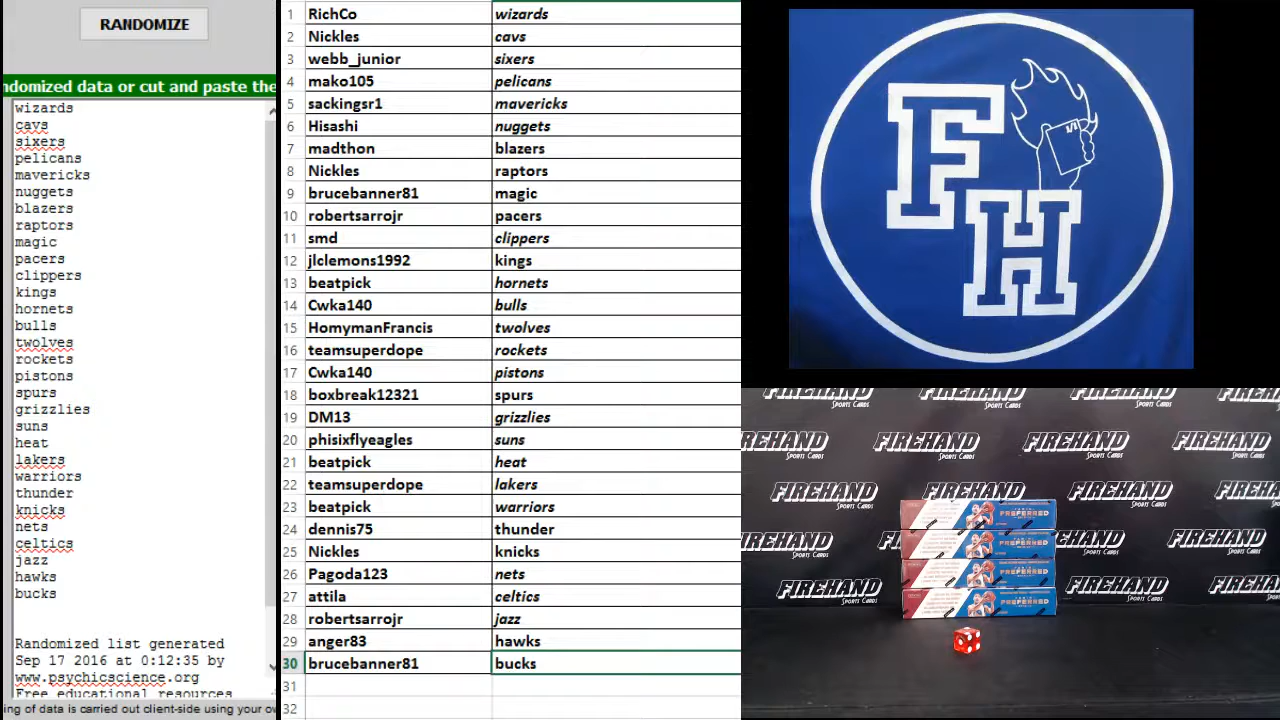 RANDOMIZE
ndomized data or cut and paste the
wizards
cavs
sixers
pelicans
mavericks
nuggets
blazers
raptors
magic
pacers
clippers
kings
hornets
bulls
twolves
rockets
pistons
spurs
grizzlies
suns
heat
lakers
warriors
thunder
knicks
nets
celtics
jazz
hawks
bucks
Randomized list generated
Sep 17 2016 at 0:12:35 by
www.psychicscience.org
Free educational resources
ing of data is carried out client-side using your ow
1 RichCo wizards
2 Nickles cavs
3 webb_junior sixers
4 mako105 pelicans
5 sackingsr1 mavericks
6 Hisashi nuggets
7 madthon blazers
8 Nickles raptors
9 brucebanner81 magic
10 robertsarrojr pacers
11 smd clippers
12 jlclemons1992 kings
13 beatpick hornets
14 Cwka140 bulls
15 HomymanFrancis twolves
16 teamsuperdope rockets
17 Cwka140 pistons
18 boxbreak12321 spurs
19 DM13 grizzlies
20 phisixflyeagles suns
21 beatpick heat
22 teamsuperdope lakers
23 beatpick warriors
24 dennis75 thunder
25 Nickles knicks
26 Pagoda123 nets
27 attila celtics
28 robertsarrojr jazz
29 anger83 hawks
30 brucebanner81 bucks
31
32
F
H
1/1
FIREHAND
SPORTS CARDS
PREFERRED
PREFERRED
PREFERRED
PREFERRED